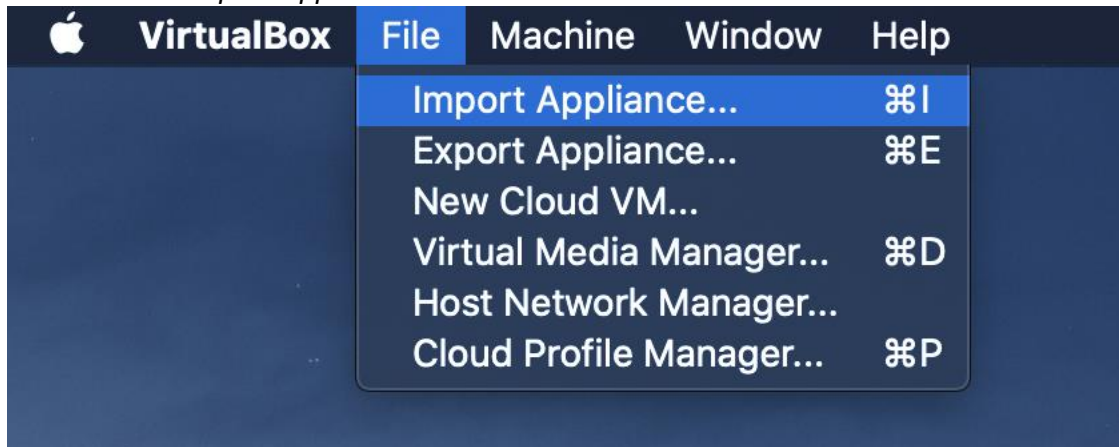 VirtualBox File Machine Window Help
Import Appliance... ⌘I
Export Appliance... ⌘E
New Cloud VM...
Virtual Media Manager... ⌘D
Host Network Manager...
Cloud Profile Manager... ⌘P